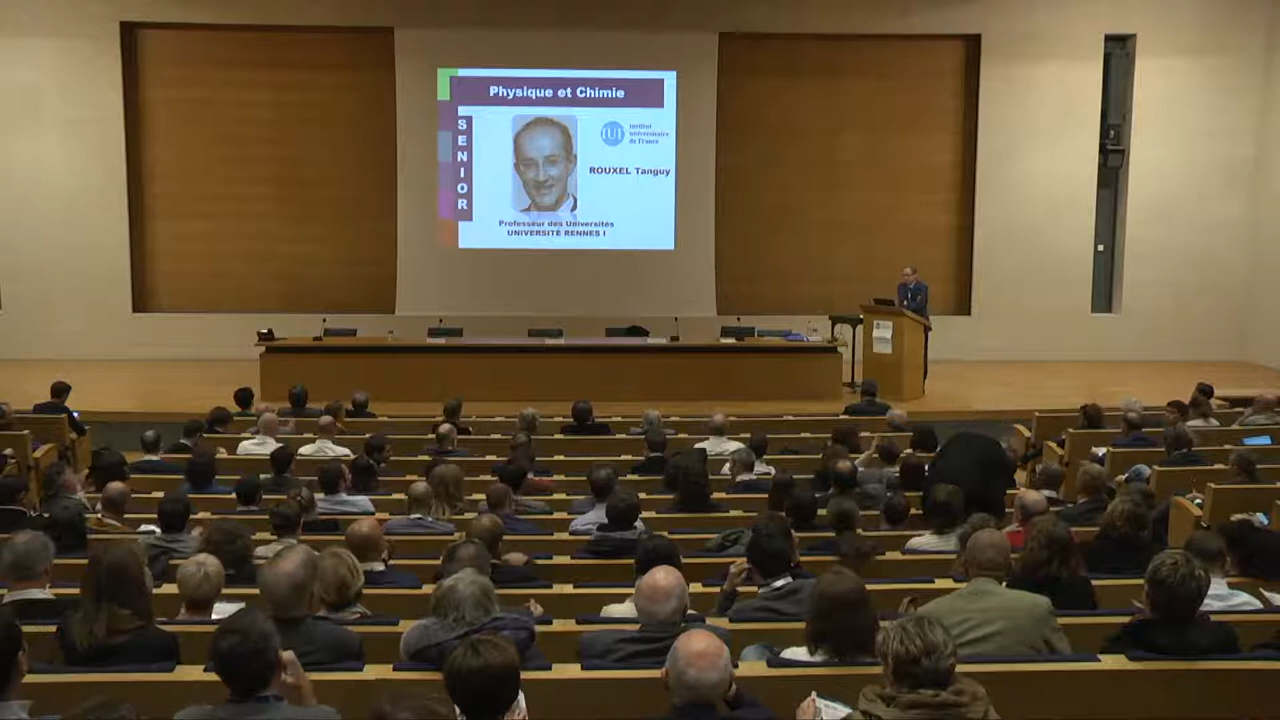 Physique et Chimie
SENIOR
IUF
institut
universitaire
de France
ROUXEL Tanguy
Professeur des Universités
UNIVERSITÉ RENNES I